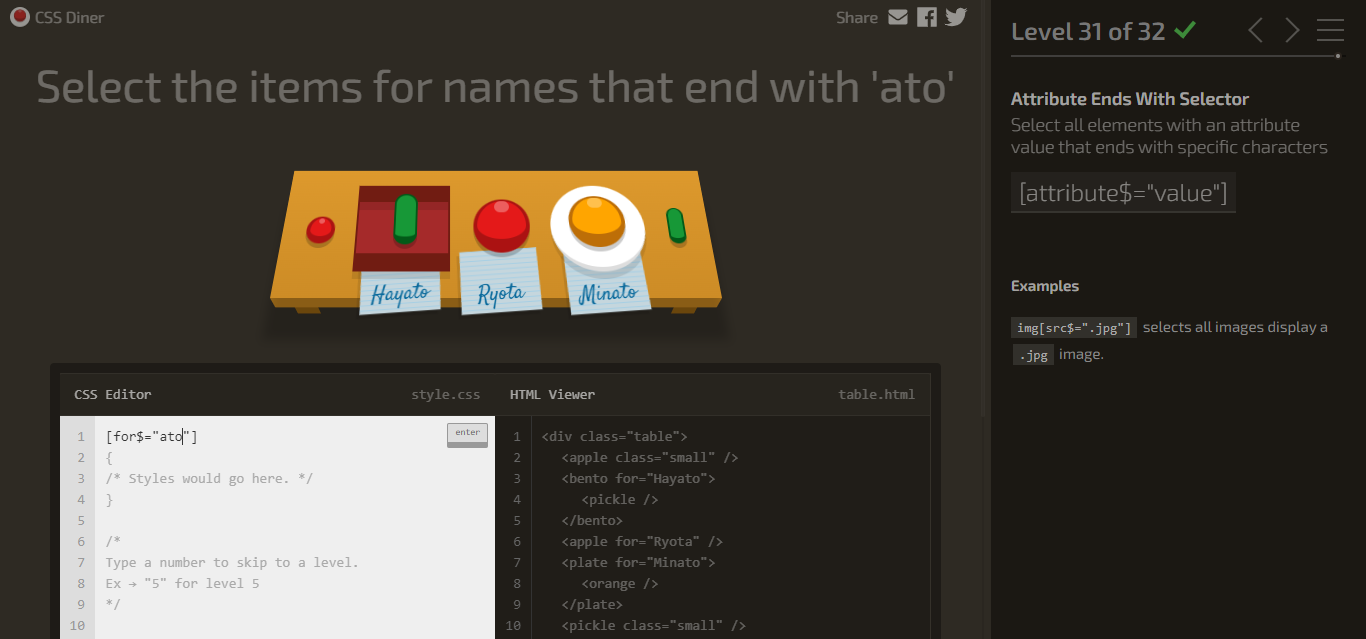 CSS Diner
Share
Select the items for names that end with 'ato'
Hayato
Ryota
Minato
CSS Editor
style.css
1 [for$="ato"]
enter
2 {
3 /* Styles would go here. */
4 }
5
6 /*
7 Type a number to skip to a level.
8 Ex → "5" for level 5
9 */
10
HTML Viewer
table.html
1 <div class="table">
2 <apple class="small" />
3 <bento for="Hayato">
4 <pickle />
5 </bento>
6 <apple for="Ryota" />
7 <plate for="Minato">
8 <orange />
9 </plate>
10 <pickle class="small" />
Level 31 of 32
Attribute Ends With Selector
Select all elements with an attribute
value that ends with specific characters
[attribute$="value"]
Examples
img[src$=".jpg"] selects all images display a
.jpg image.